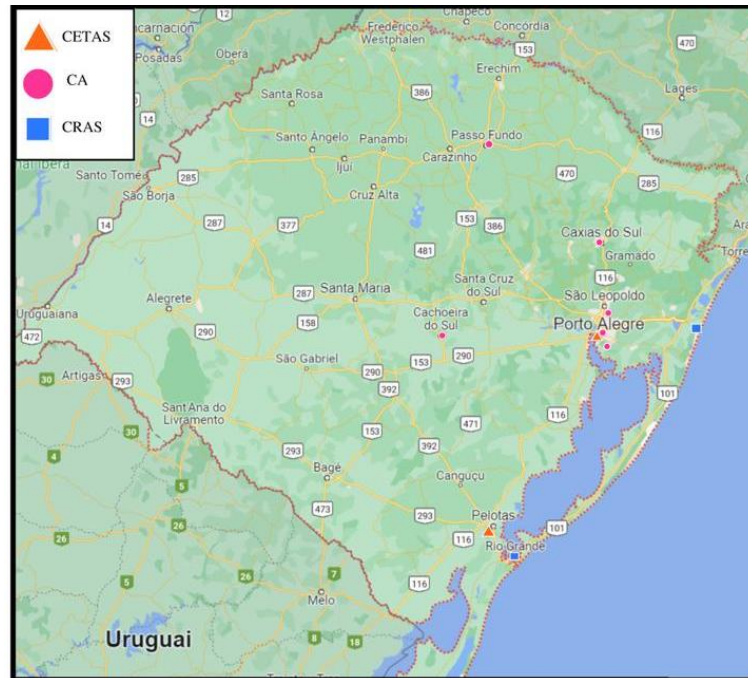 CETAS
CA
CRAS
12
Chapecó
Frederico
Westphalen
Concórdia
153
470
Posadas
Obera
Erechim
Lages
14
Santa Rosa
386
116
Santo Ângelo
Panambi
Passo Fundo
Carazinho
Ijuí
Santo Tomé
285
Cruz Alta
470
285
São Borja
14
287
377
153
386
Caxias do Sul
481
Gramado
Torre
116
287
Santa Maria
Santa Cruz
do Sul
São Leopoldo
Uruguaiana
Alegrete
Cachoeira
do Sul
Porto Alegre
472
290
158
São Gabriel
153
290
290
30
Artigas
293
392
101
Sant'Ana do
Livramento
116
30
471
4
293
153
392
5
Bagé
Canguçu
26
5
473
293
Pelotas
101
26
116
Rio Grande
26
7
5
116
Melo
Uruguai
8
18